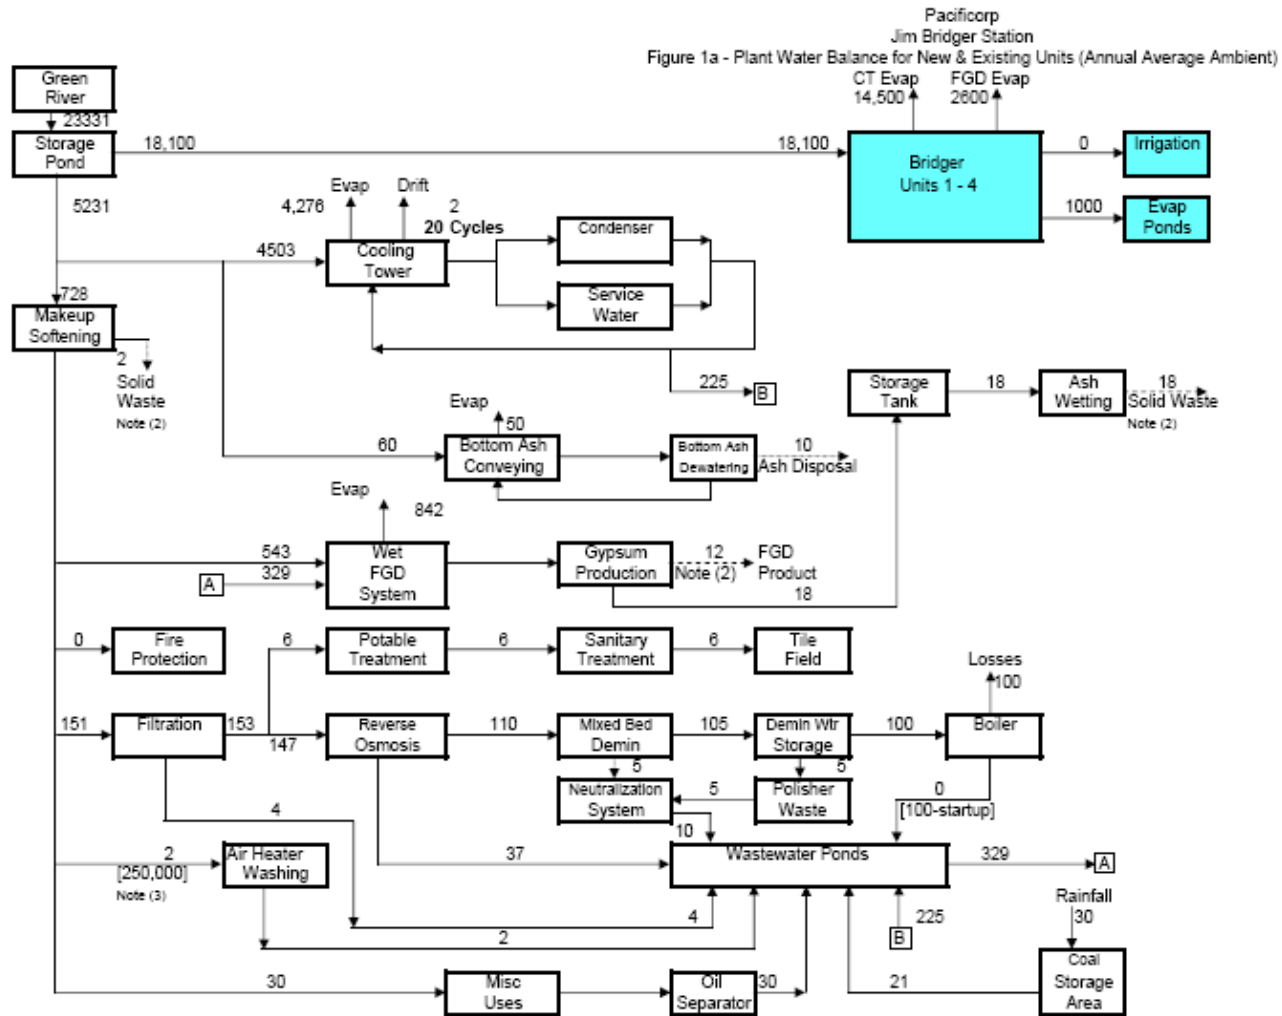 Pacificorp
Jim Bridger Station
Figure 1a - Plant Water Balance for New & Existing Units (Annual Average Ambient)
CT Evap
14,500
FGD Evap
2600
Green
River
23331
Storage
Pond
18,100
18,100
Bridger
Units 1 - 4
0
Irrigation
1000
Evap
Ponds
5231
Evap
4,276
Drift
2
20 Cycles
4503
Cooling
Tower
Condenser
Service
Water
728
Makeup
Softening
2
Solid
Waste
Note (2)
225
B
Storage
Tank
18
Ash
Wetting
18
Solid Waste
Note (2)
Evap
50
60
Bottom Ash
Conveying
Bottom Ash
Dewatering
10
Ash Disposal
Evap
842
543
A
329
Wet
FGD
System
Gypsum
Production
12
Note (2)
FGD
Product
18
0
Fire
Protection
6
Potable
Treatment
6
Sanitary
Treatment
6
Tile
Field
Losses
100
151
Filtration
153
147
Reverse
Osmosis
110
Mixed Bed
Demin
105
Demin Wtr
Storage
100
Boiler
5
5
Neutralization
System
5
Polisher
Waste
0
[100-startup]
4
10
2
[250,000]
Note (3)
Air Heater
Washing
37
Wastewater Ponds
329
A
4
2
225
B
Rainfall
30
30
Misc
Uses
Oil
Separator
30
21
Coal
Storage
Area